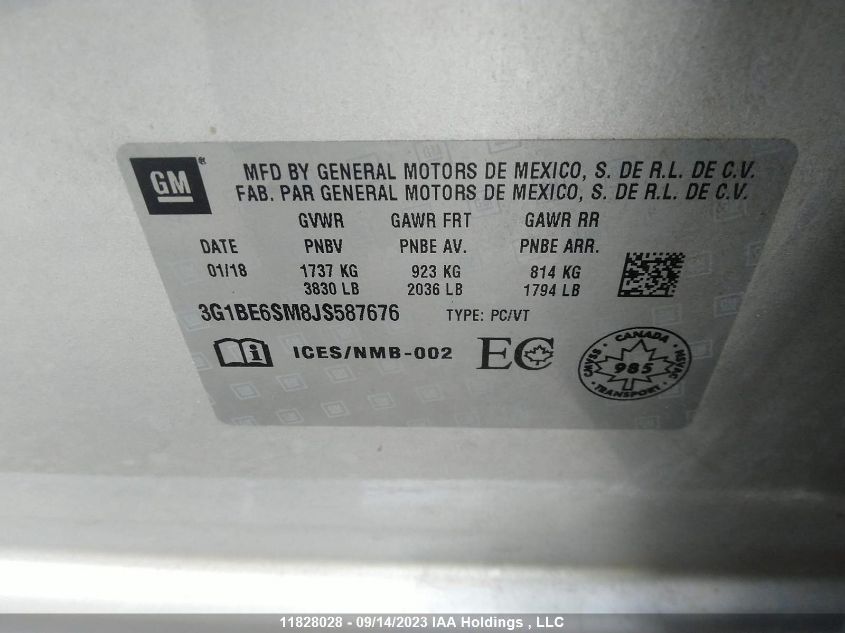 GM®
MFD BY GENERAL MOTORS DE MEXICO, S. DE R.L. DE C.V.
FAB. PAR GENERAL MOTORS DE MEXICO, S. DE R.L. DE C.V.
GVWR GAWR FRT GAWR RR
DATE PNBV PNBE AV. PNBE ARR.
01/18 1737 KG 923 KG 814 KG
3830 LB 2036 LB 1794 LB
3G1BE6SM8JS587676 TYPE: PC/VT
i ICES/NMB-002 EC
CANADA
CMVSS 985 NSVAC
TRANSPORT
11828028 - 09/14/2023 IAA Holdings , LLC